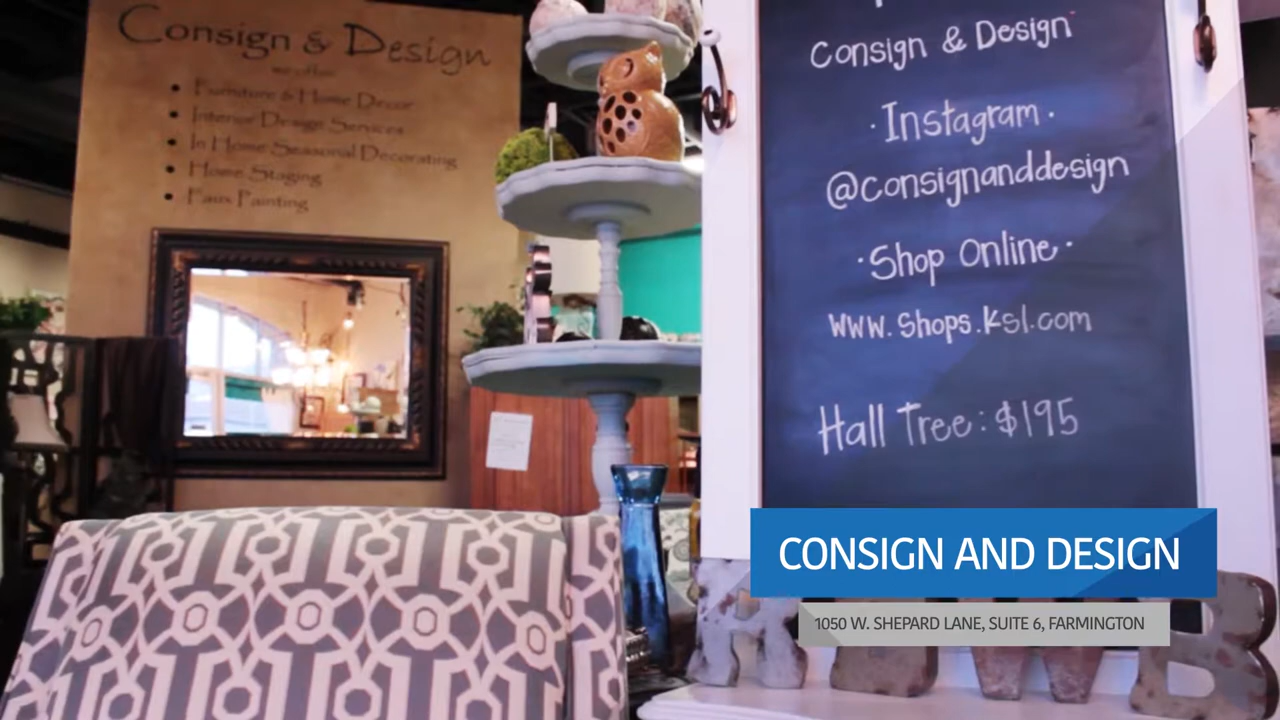 Consign & Design
we offer:
• Furniture & Home Decor
• Interior Design Services
• In Home Seasonal Decorating
• Home Staging
• Faux Painting
Consign & Design
·Instagram·
@consignanddesign
·Shop Online·
www.shops.ksl.com
Hall Tree: $195
CONSIGN AND DESIGN
1050 W. SHEPARD LANE, SUITE 6, FARMINGTON